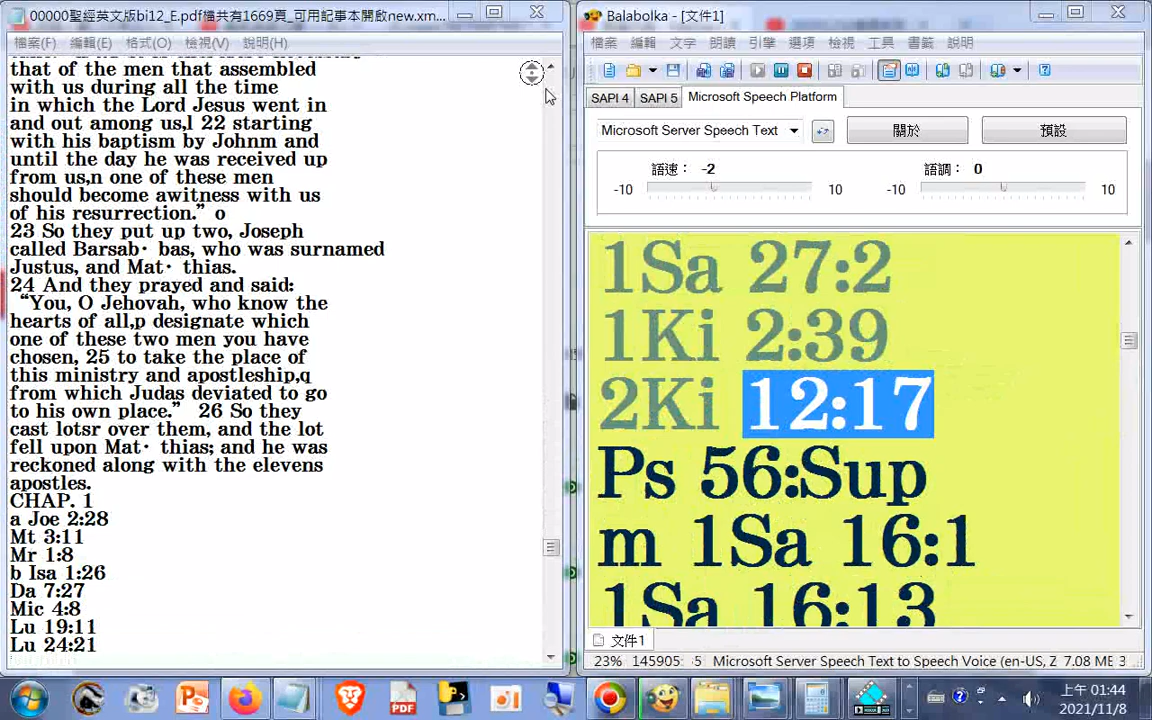 00000聖經英文版bi12_E.pdf檔共有1669頁_可用記事本開啟new.xm...
檔案(F) 編輯(E) 格式(O) 檢視(V) 說明(H)
that of the men that assembled
with us during all the time
in which the Lord Jesus went in
and out among us,l 22 starting
with his baptism by Johnm and
until the day he was received up
from us,n one of these men
should become awitness with us
of his resurrection.” o
23 So they put up two, Joseph
called Barsab· bas, who was surnamed
Justus, and Mat· thias.
24 And they prayed and said:
“You, O Jehovah, who know the
hearts of all,p designate which
one of these two men you have
chosen, 25 to take the place of
this ministry and apostleship,q
from which Judas deviated to go
to his own place.” 26 So they
cast lotsr over them, and the lot
fell upon Mat· thias; and he was
reckoned along with the elevens
apostles.
CHAP. 1
a Joe 2:28
Mt 3:11
Mr 1:8
b Isa 1:26
Da 7:27
Mic 4:8
Lu 19:11
Lu 24:21
Balabolka - [文件1]
檔案 編輯 文字 朗讀 引擎 選項 檢視 工具 書籤 說明
SAPI 4 SAPI 5 Microsoft Speech Platform
Microsoft Server Speech Text 關於 預設
語速: -2 語調: 0
-10 10 -10 10
1Sa 27:2
1Ki 2:39
2Ki 12:17
Ps 56:Sup
m 1Sa 16:1
1Sa 16:13
文件1
23% 145905: 5 Microsoft Server Speech Text to Speech Voice (en-US, Z 7.08 MB 3
上午 01:44
2021/11/8